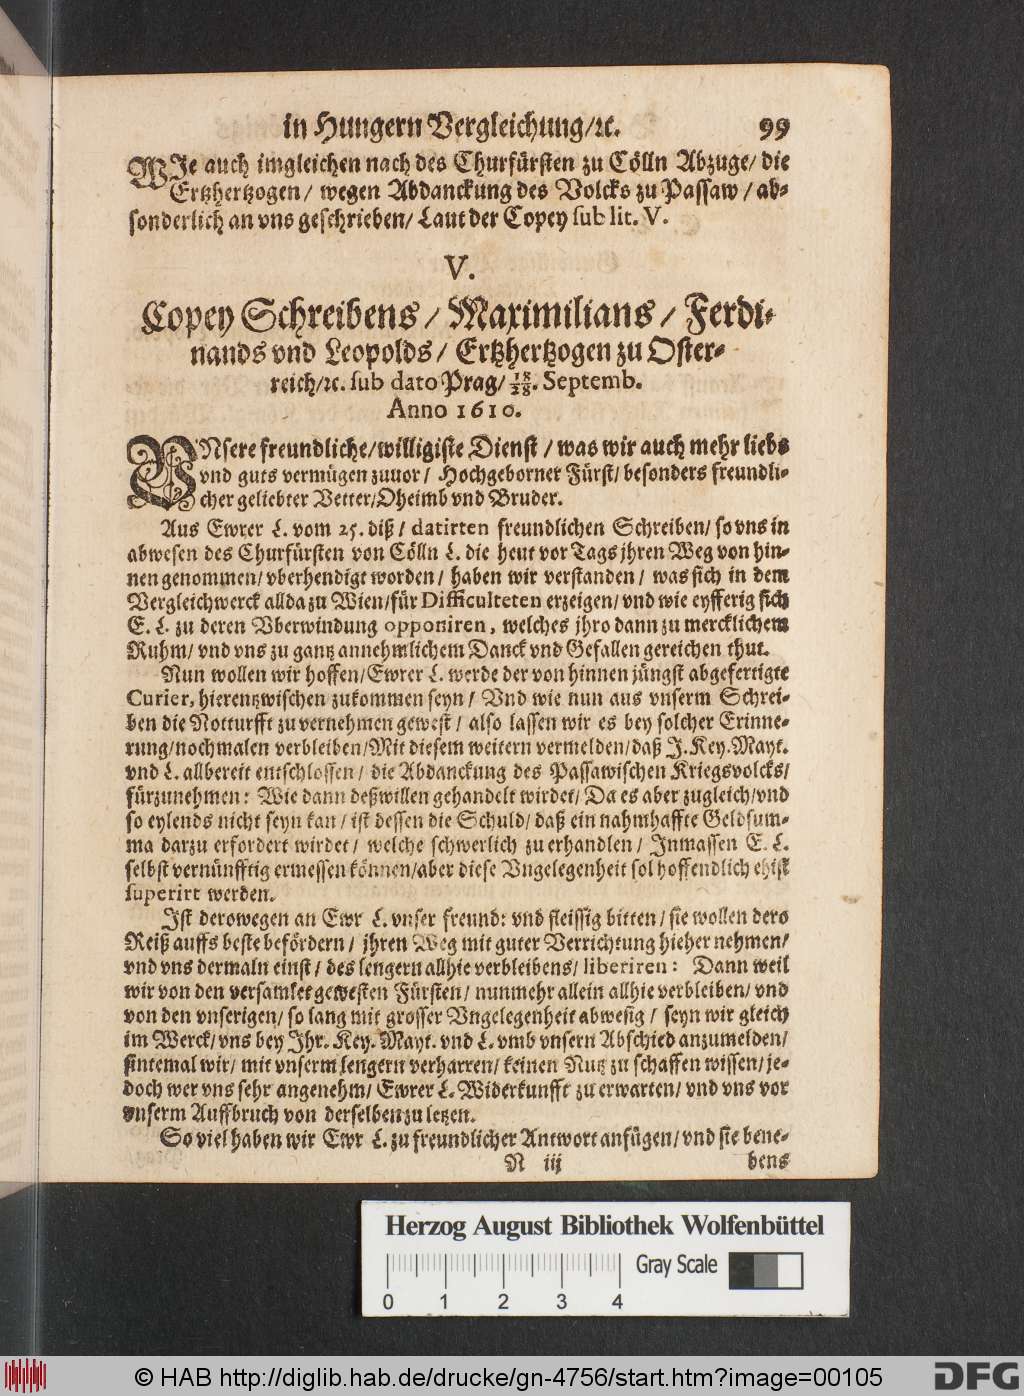 in Hungern Vergleichung/ꝛc. 99
WIe auch imgleichen nach des Churfürsten zu Cölln Abzuge/ die
Ertzhertzogen/ wegen Abdanckung des Volcks zu Passaw/ ab-
sonderlich an vns geschrieben/ Laut der Copey sub lit. V.
V.
Copey Schreibens/ Maximilians/ Ferdi-
nands vnd Leopolds/ Ertzhertzogen zu Oster-
reich/ꝛc. sub dato Prag/ 18/28. Septemb.
Anno 1610.
VNsere freundliche/willigiste Dienst/ was wir auch mehr liebs
vnd guts vermügen zuuor/ Hochgeborner Fürst/ besonders freundli-
cher geliebter Vetter/Oheimb vnd Bruder.
Aus Ewrer L. vom 25. diß/ datirten freundlichen Schreiben/ so vns in
abwesen des Churfürsten von Cölln L. die heut vor Tags jhren Weg von hin-
nen genommen/ vberhendigt worden/ haben wir verstanden/ was sich in dem
Vergleichwerck allda zu Wien/für Difficulteten erzeigen/ vnd wie eyfferig sich
E. L. zu deren Vberwindung opponiren, welches jhro dann zu mercklichem
Ruhm/ vnd vns zu gantz annehmlichem Danck vnd Gefallen gereichen thut.
Nun wollen wir hoffen/Ewrer L. werde der von hinnen jüngst abgefertigte
Curier, hierentzwischen zukommen seyn/ Vnd wie nun aus vnserm Schrei-
ben die Notturfft zu vernehmen gewest/ also lassen wir es bey solcher Erinne-
rung/nochmalen verbleiben/Mit diesem weitern vermelden/daß J. Key. Mayt.
vnd L. allbereit entschlossen/ die Abdanckung des Passawischen Kriegsvolcks/
fürzunehmen: Wie dann deßwillen gehandelt wirdet/ Da es aber zugleich/vnd
so eylends nicht seyn kan/ ist dessen die Schuld/ daß ein nahmhaffte Geldsum-
ma darzu erfordert wirdet/ welche schwerlich zu erhandlen/ Inmassen E. L.
selbst vernünfftig ermessen können/aber diese Vngelegenheit sol hoffendlich ehist
superirt werden.
Ist derowegen an Ewr L. vnser freund: vnd fleissig bitten/ sie wollen dero
Reiß auffs beste befördern/ jhren Weg mit guter Verrichtung hieher nehmen/
vnd vns dermaln einst/ des lengern allhie verbleibens/ liberiren: Dann weil
wir von den versamlet gewesten Fürsten/ nunmehr allein allhie verbleiben/ vnd
von den vnserigen/ so lang mit grosser Vngelegenheit abwesig/ seyn wir gleich
im Werck/ vns bey Jhr. Key. Mayt. vnd L. vmb vnsern Abschied anzumelden/
sintemal wir/ mit vnserm lengern verharren/ keinen Nutz zu schaffen wissen/ je-
doch wer vns sehr angenehm/ Ewrer L. Widerkunfft zu erwarten/ vnd vns vor
vnserm Auffbruch von derselben zu letzen.
So viel haben wir Ewr L. zu freundlicher Antwort anfügen/ vnd sie bene-
N iij bens
Herzog August Bibliothek Wolfenbüttel
Gray Scale
0 1 2 3 4
© HAB http://diglib.hab.de/drucke/gn-4756/start.htm?image=00105
DFG